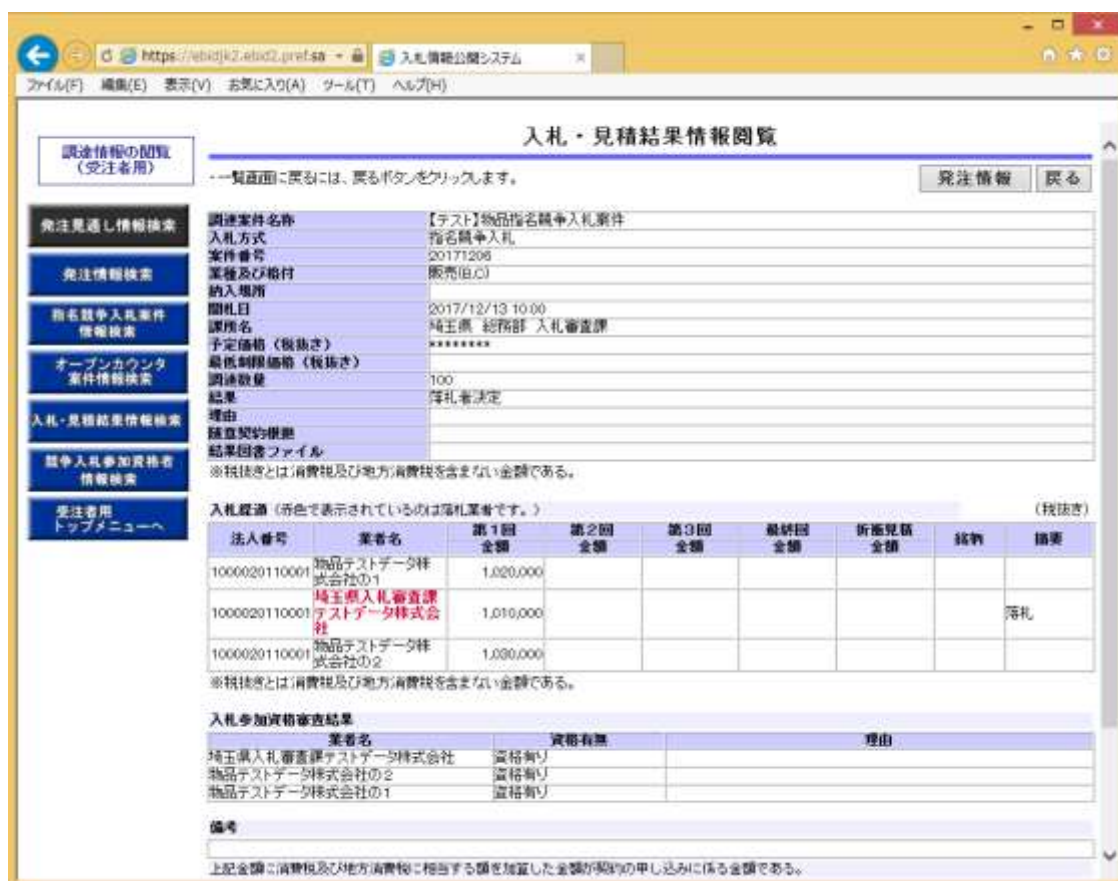 https://ebidjk2.ebid2.pref.sa
入札情報公開システム
ファイル(F) 編集(E) 表示(V) お気に入り(A) ツール(T) ヘルプ(H)
調達情報の閲覧
（受注者用）
発注見通し情報検索
発注情報検索
指名競争入札案件
情報検索
オープンカウンタ
案件情報検索
入札・見積結果情報検索
競争入札参加資格者
情報検索
受注者用
トップメニューへ
入札・見積結果情報閲覧
・一覧画面に戻るには、戻るボタンをクリックします。
発注情報 戻る
調達案件名称 【テスト】物品指名競争入札案件
入札方式 指名競争入札
案件番号 20171206
業種及び格付 販売(B,C)
納入場所
開札日 2017/12/13 10:00
課所名 埼玉県 総務部 入札審査課
予定価格（税抜き） ********
最低制限価格（税抜き）
調達数量 100
結果 落札者決定
理由
随意契約根拠
結果図書ファイル
※税抜きとは消費税及び地方消費税を含まない金額である。
入札経過（赤色で表示されているのは落札業者です。） （税抜き）
法人番号 業者名 第1回金額 第2回金額 第3回金額 最終回金額 折衝見積金額 銘柄 摘要
1000020110001 物品テストデータ株式会社の1 1,020,000
1000020110001 埼玉県入札審査課テストデータ株式会社 1,010,000 落札
1000020110001 物品テストデータ株式会社の2 1,030,000
※税抜きとは消費税及び地方消費税を含まない金額である。
入札参加資格審査結果
業者名 資格有無 理由
埼玉県入札審査課テストデータ株式会社 資格有り
物品テストデータ株式会社の2 資格有り
物品テストデータ株式会社の1 資格有り
備考
上記金額に消費税及び地方消費税に相当する額を加算した金額が契約の申し込みに係る金額である。